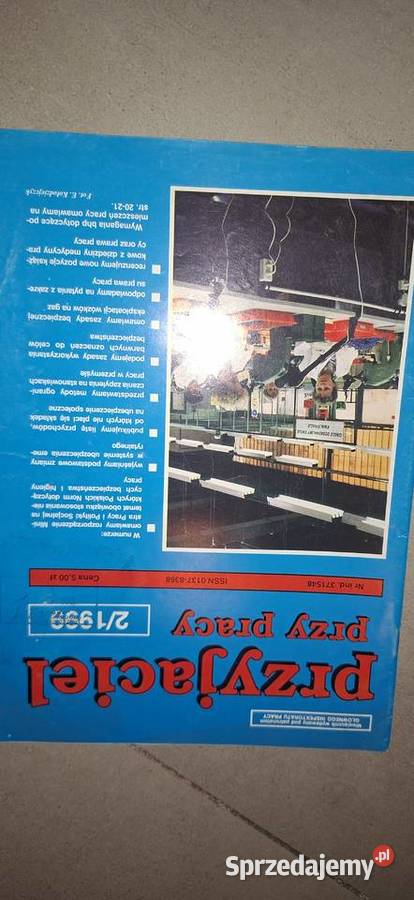 Miesięcznik wydawany pod patronatem
GŁÓWNEGO INSPEKTORATU PRACY
przyjaciel
przy pracy
2/1999
Nr ind. 371548
ISSN 0137-8368
Cena 5,00 zł
W numerze:
omawiamy rozporządzenie Mini-
stra Pracy i Polityki Socjalnej na
temat obowiązku stosowania nie-
których Polskich Norm dotyczą-
cych bezpieczeństwa i higieny
pracy
wyjaśniamy podstawowe zmiany
w systemie ubezpieczenia eme-
rytalnego
publikujemy listę przychodów,
od których nie płaci się składek
na ubezpieczenie społeczne
przedstawiamy metody ograni-
czania zapylenia na stanowiskach
pracy w przemyśle
podajemy zasady wykorzystania
barwnych oznaczeń do celów
bezpieczeństwa
omawiamy zasady bezpiecznej
eksploatacji wózków na gaz
odpowiadamy na pytania z zakre-
su prawa pracy
recenzujemy nowe pozycje książ-
kowe z dziedziny medycyny pra-
cy oraz prawa pracy
Wymagania bhp dotyczące po-
mieszczeń pracy omawiamy na
str. 20-21.
Fot. E. Kołodziejczyk
Sprzedajemy.pl